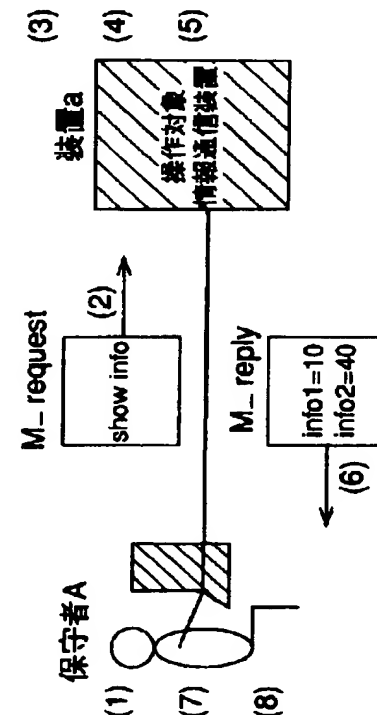 保守者A
(1)
(7)
(8)
M_request
show info
(2)
M_reply
info1=10
info2=40
(6)
装置a
操作対象
情報通信装置
(3)
(4)
(5)